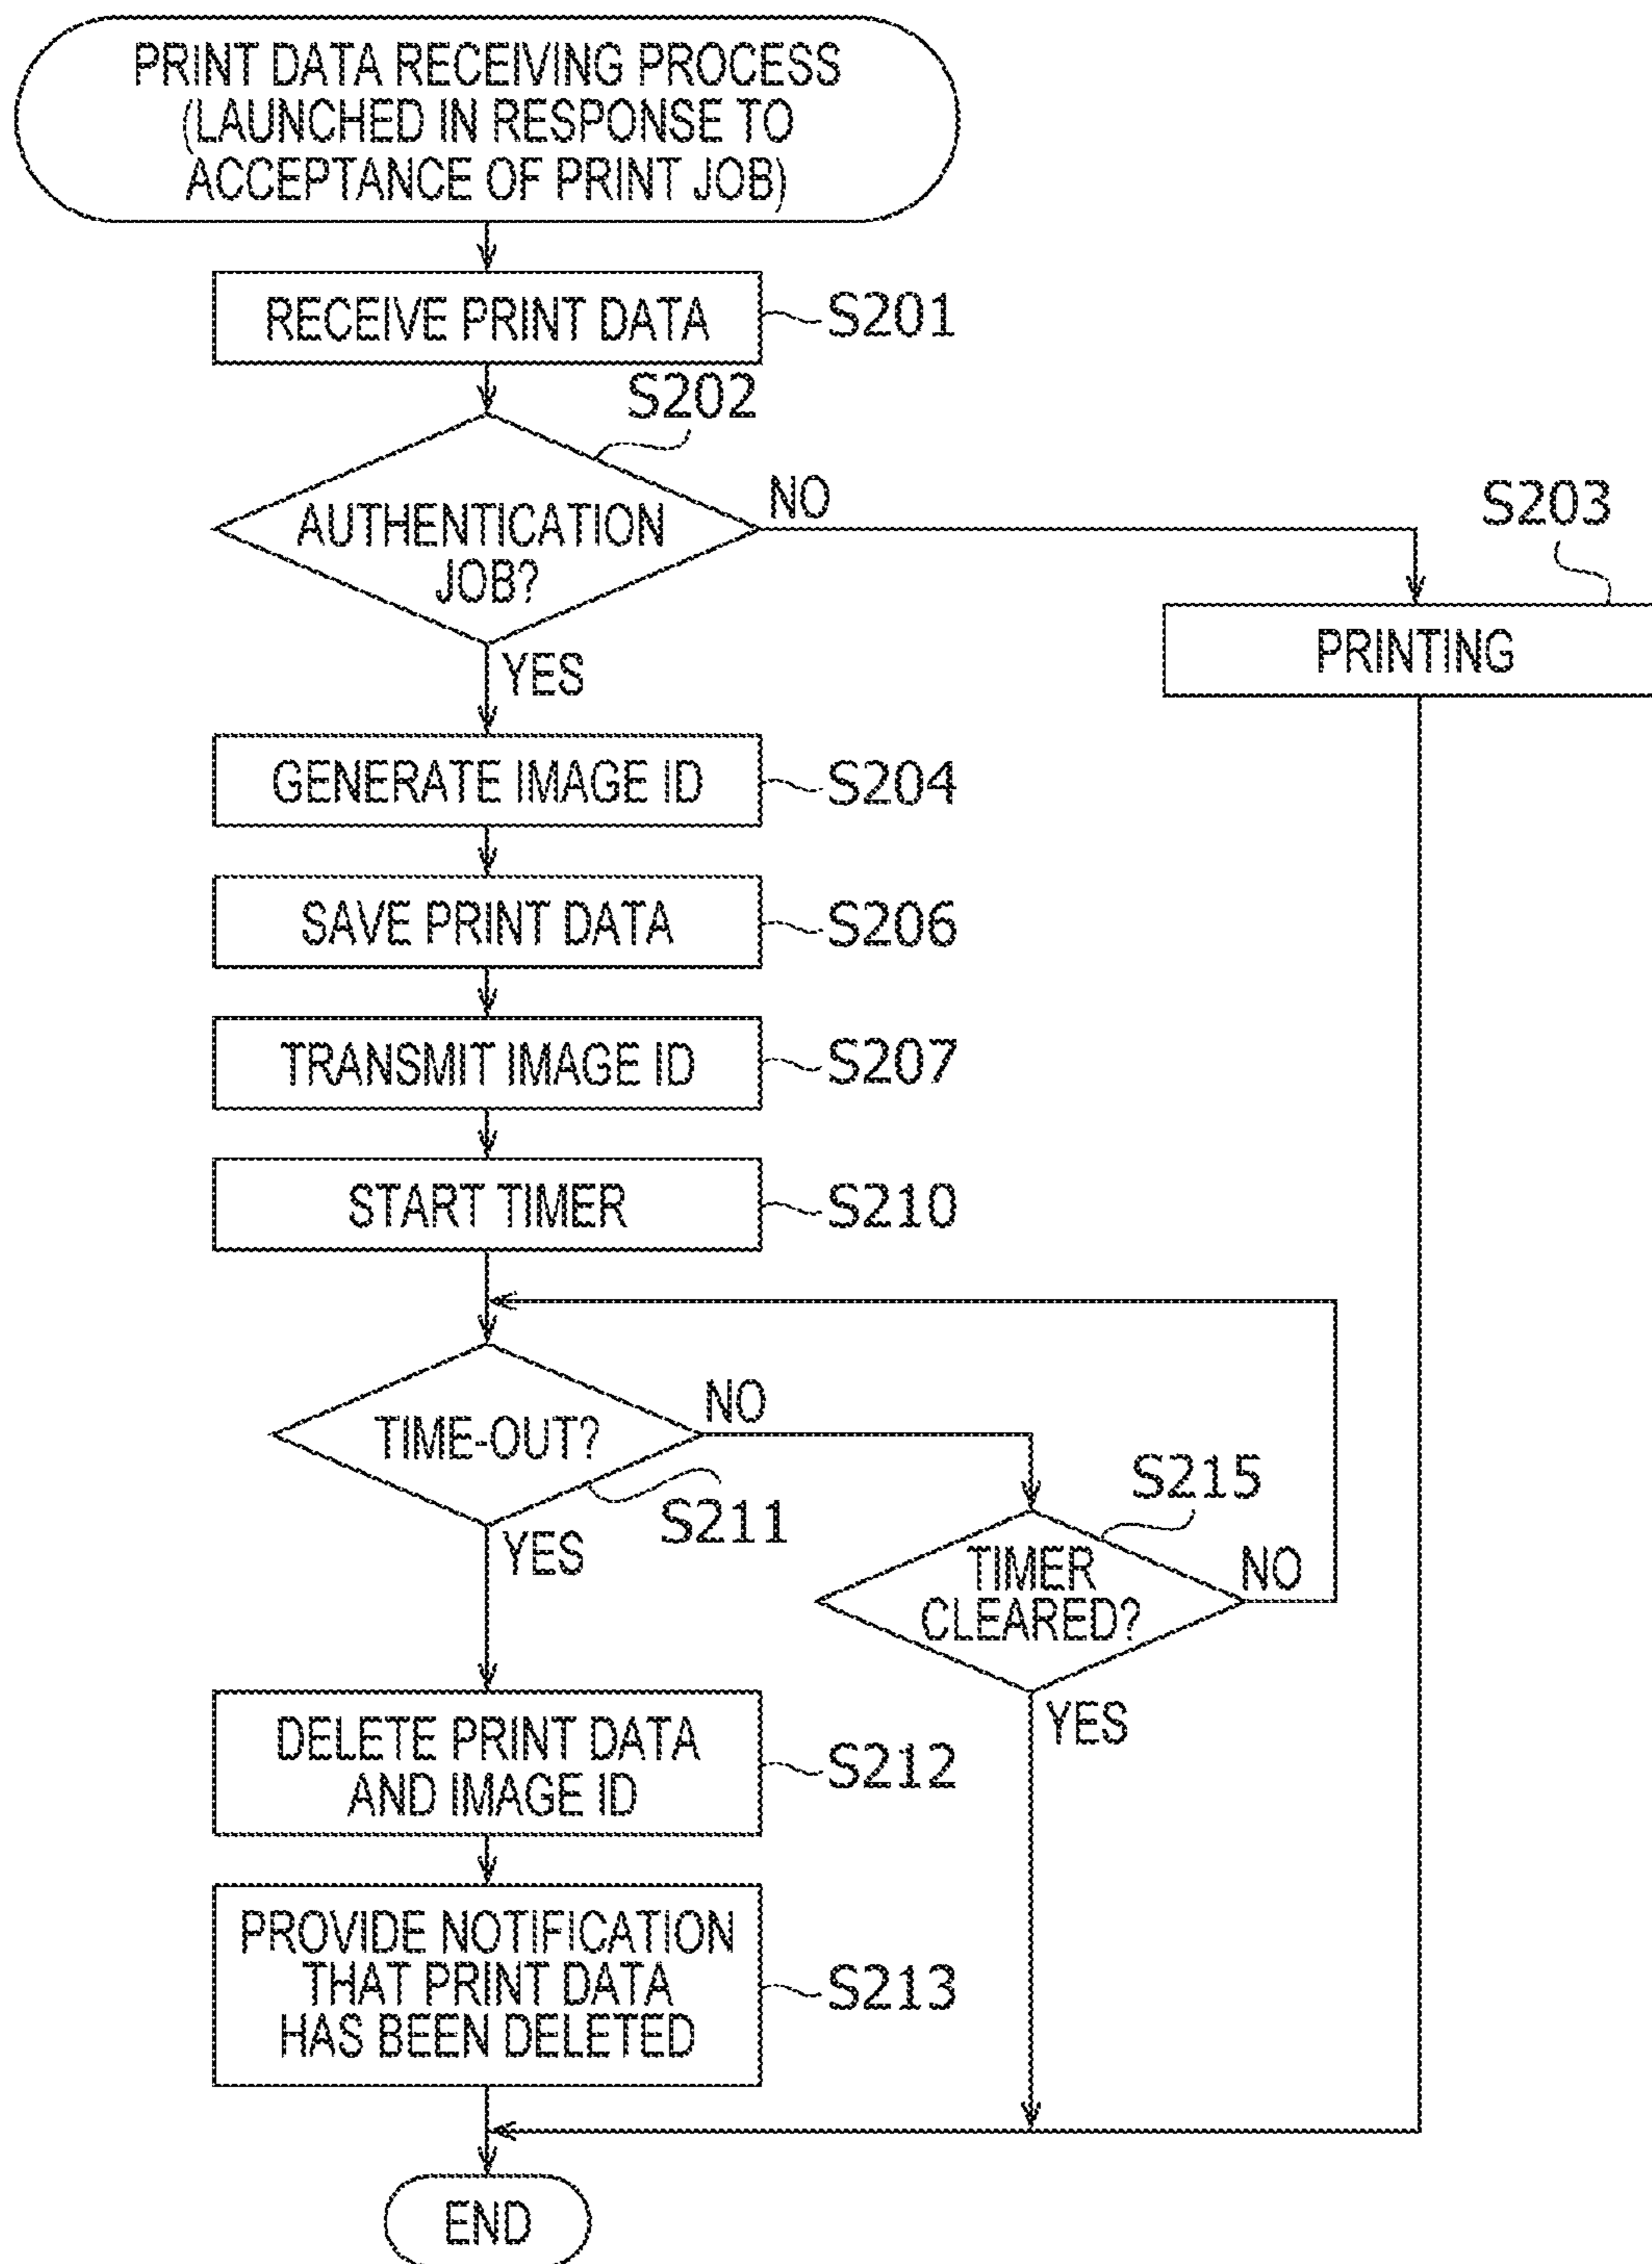 PRINT DATA RECEIVING PROCESS
(LAUNCHED IN RESPONSE TO
ACCEPTANCE OF PRINT JOB)
RECEIVE PRINT DATA
S201
S202
AUTHENTICATION
JOB?
NO
YES
S203
PRINTING
GENERATE IMAGE ID
S204
SAVE PRINT DATA
S206
TRANSMIT IMAGE ID
S207
START TIMER
S210
TIME-OUT?
NO
S211
YES
S215
TIMER
CLEARED?
NO
YES
DELETE PRINT DATA
AND IMAGE ID
S212
PROVIDE NOTIFICATION
THAT PRINT DATA
HAS BEEN DELETED
S213
END